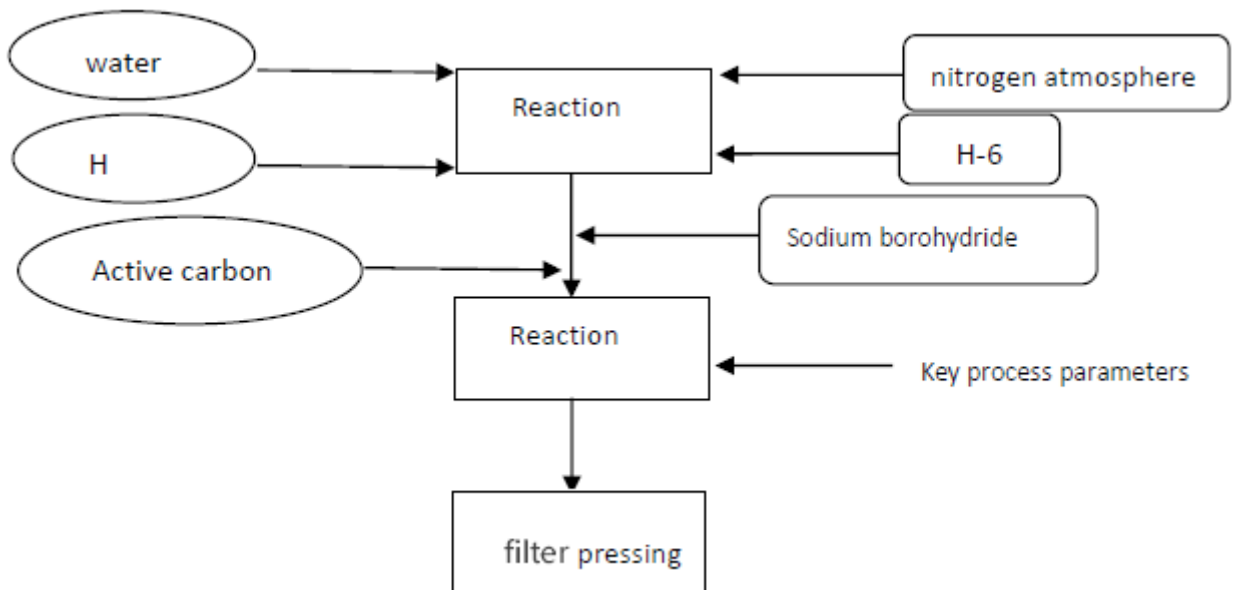 water
nitrogen atmosphere
Reaction
H
H-6
Sodium borohydride
Active carbon
Reaction
Key process parameters
filter pressing